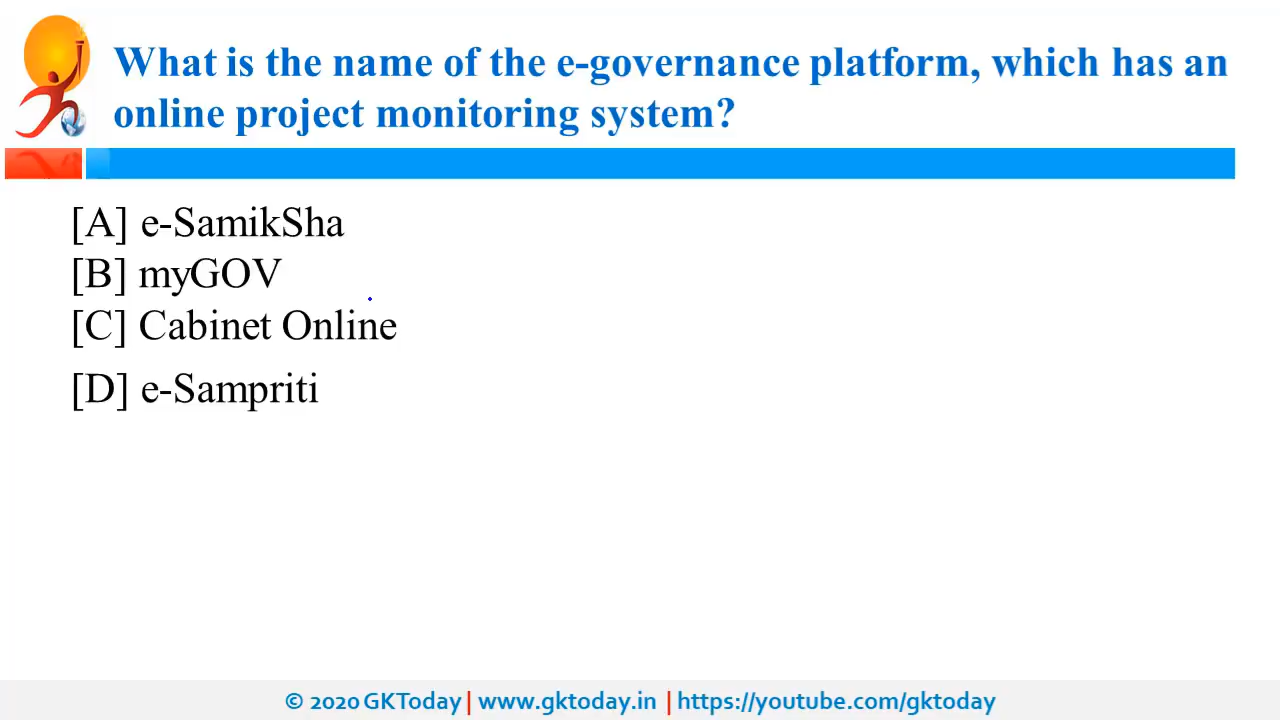 What is the name of the e-governance platform, which has an
online project monitoring system?
[A] e-SamikSha
[B] myGOV
[C] Cabinet Online
[D] e-Sampriti
© 2020 GKToday | www.gktoday.in | https://youtube.com/gktoday